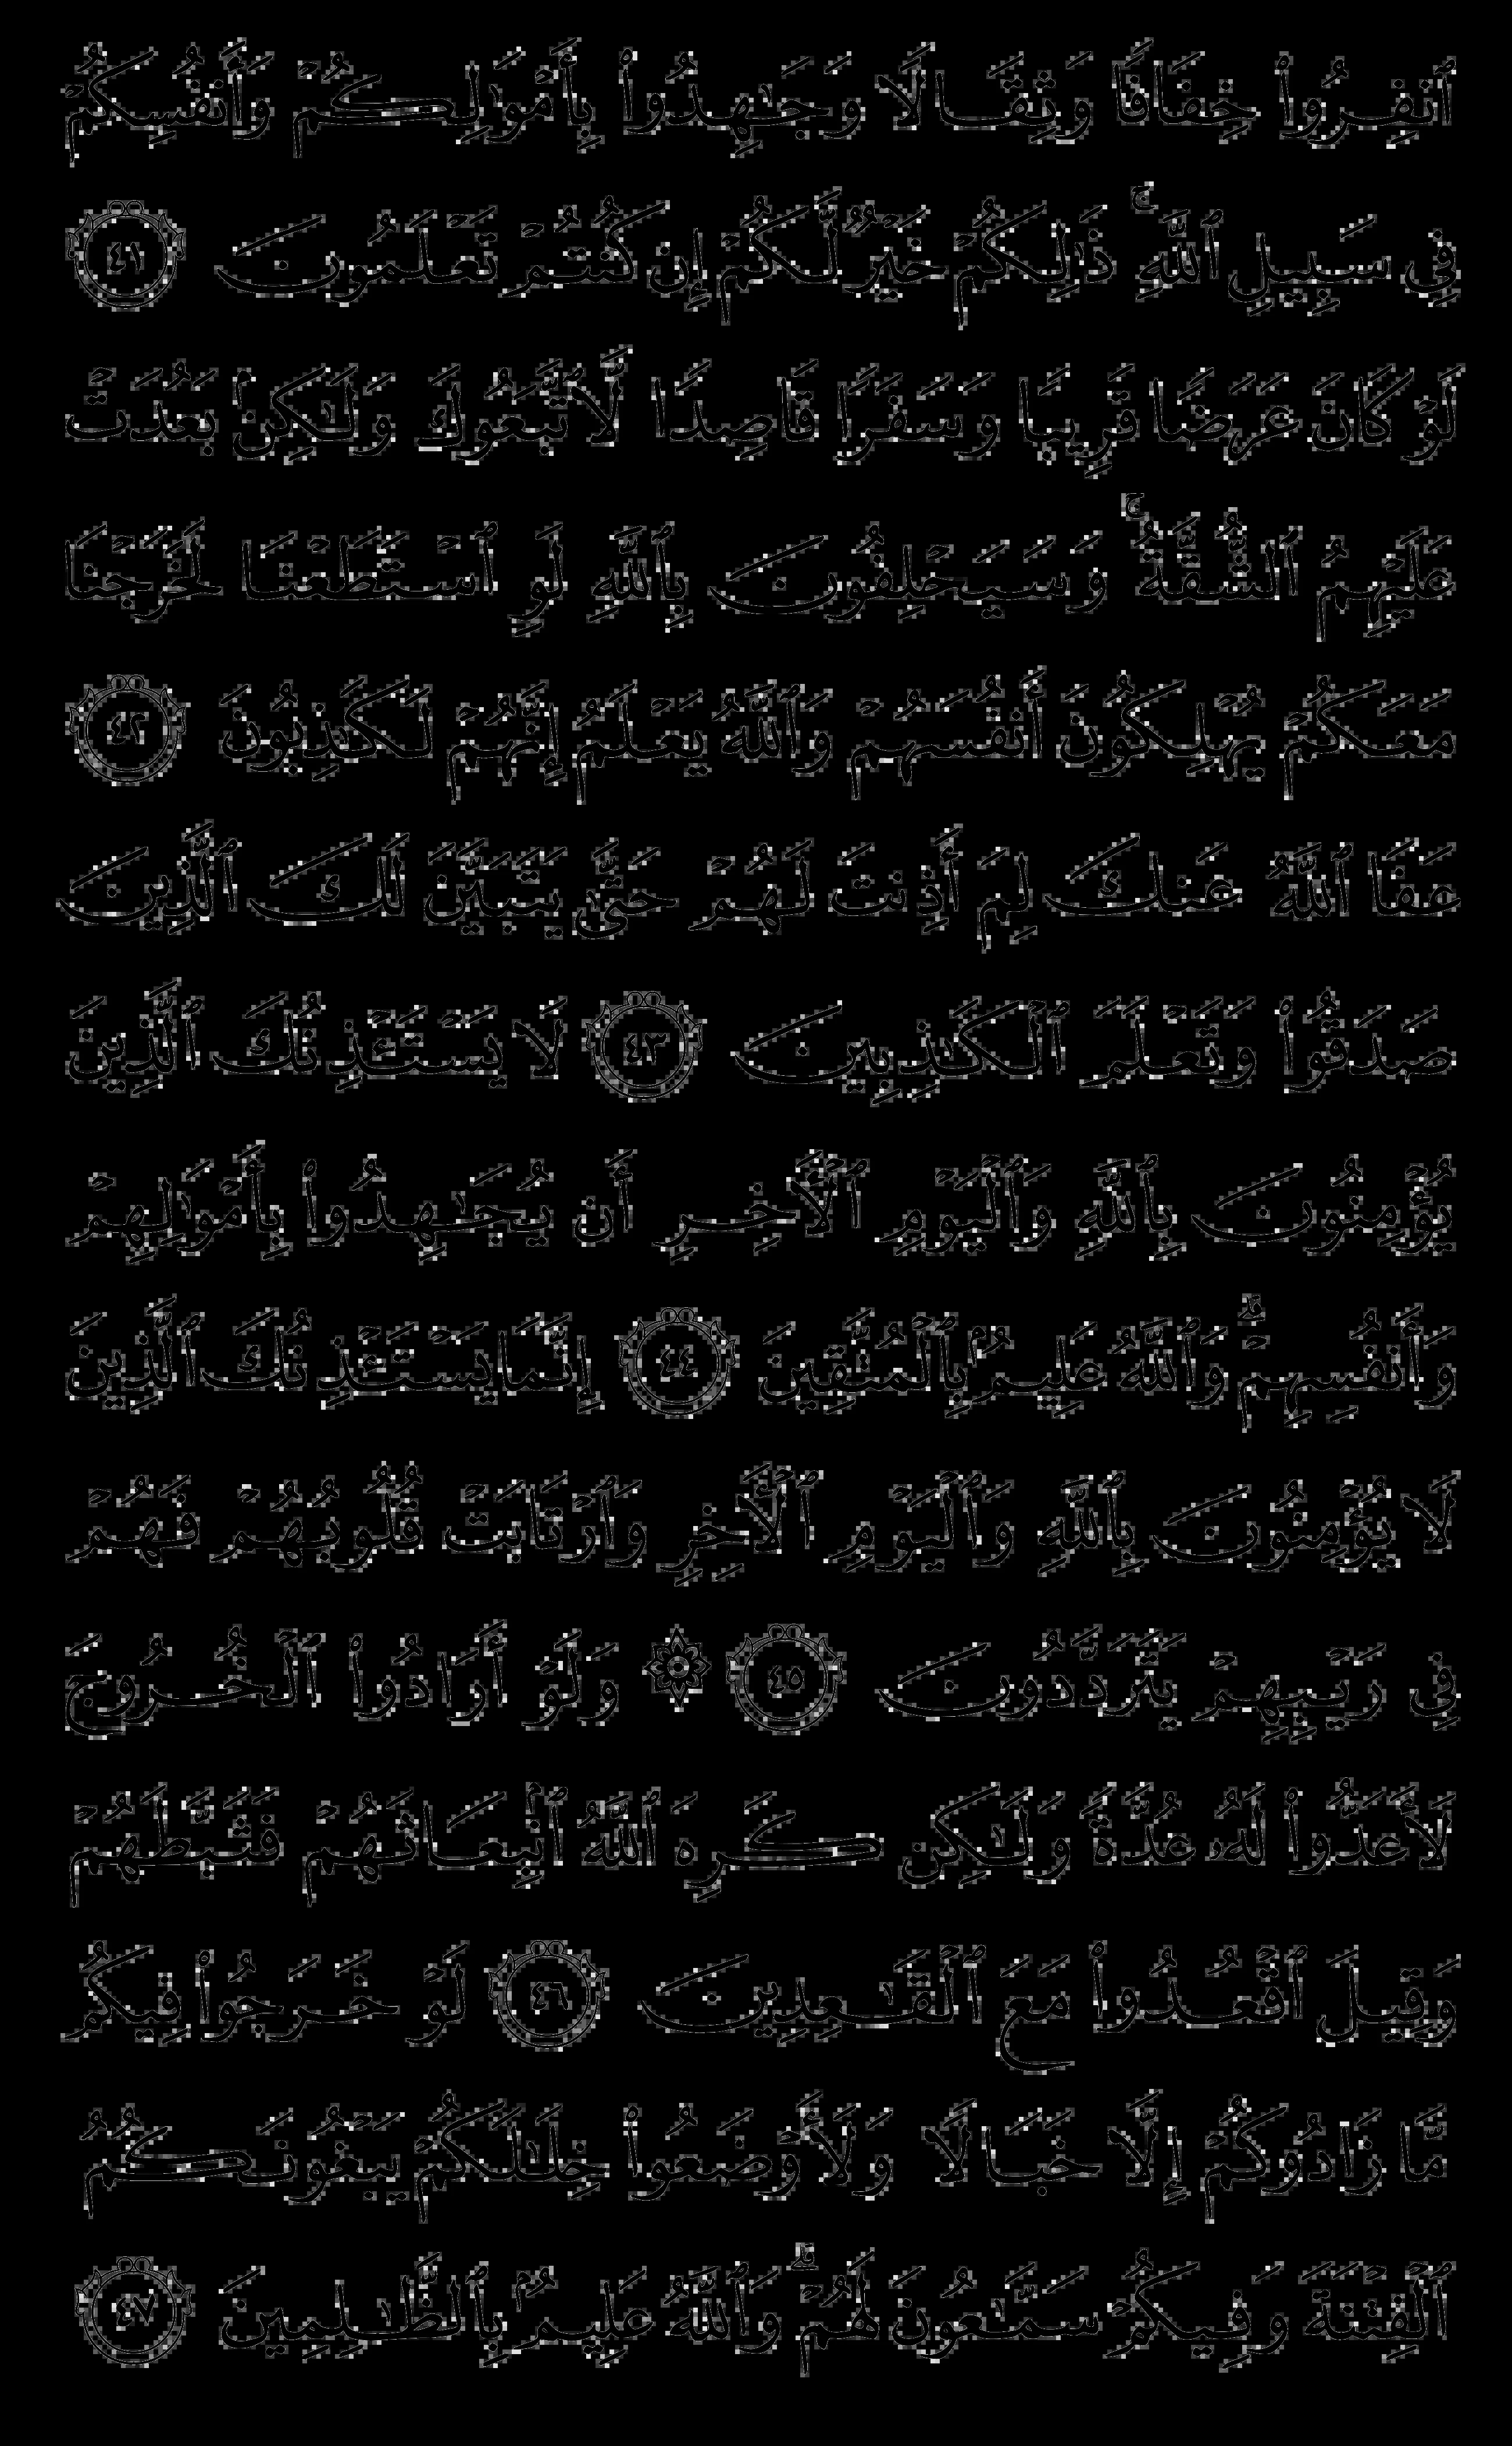 ٱنفِرُوا۟ خِفَافًا وَثِقَالًا وَجَٰهِدُوا۟ بِأَمْوَٰلِكُمْ وَأَنفُسِكُمْ
فِى سَبِيلِ ٱللَّهِ ۚ ذَٰلِكُمْ خَيْرٌ لَّكُمْ إِن كُنتُمْ تَعْلَمُونَ ٤١
لَوْ كَانَ عَرَضًا قَرِيبًا وَسَفَرًا قَاصِدًا لَّٱتَّبَعُوكَ وَلَٰكِنۢ بَعُدَتْ
عَلَيْهِمُ ٱلشُّقَّةُ ۚ وَسَيَحْلِفُونَ بِٱللَّهِ لَوِ ٱسْتَطَعْنَا لَخَرَجْنَا
مَعَكُمْ يُهْلِكُونَ أَنفُسَهُمْ وَٱللَّهُ يَعْلَمُ إِنَّهُمْ لَكَٰذِبُونَ ٤٢
عَفَا ٱللَّهُ عَنكَ لِمَ أَذِنتَ لَهُمْ حَتَّىٰ يَتَبَيَّنَ لَكَ ٱلَّذِينَ
صَدَقُوا۟ وَتَعْلَمَ ٱلْكَٰذِبِينَ ٤٣ لَا يَسْتَـْٔذِنُكَ ٱلَّذِينَ
يُؤْمِنُونَ بِٱللَّهِ وَٱلْيَوْمِ ٱلْـَٔاخِرِ أَن يُجَٰهِدُوا۟ بِأَمْوَٰلِهِمْ
وَأَنفُسِهِمْ ۗ وَٱللَّهُ عَلِيمٌۢ بِٱلْمُتَّقِينَ ٤٤ إِنَّمَا يَسْتَـْٔذِنُكَ ٱلَّذِينَ
لَا يُؤْمِنُونَ بِٱللَّهِ وَٱلْيَوْمِ ٱلْـَٔاخِرِ وَٱرْتَابَتْ قُلُوبُهُمْ فَهُمْ
فِى رَيْبِهِمْ يَتَرَدَّدُونَ ٤٥ ۞ وَلَوْ أَرَادُوا۟ ٱلْخُرُوجَ
لَأَعَدُّوا۟ لَهُۥ عُدَّةً وَلَٰكِن كَرِهَ ٱللَّهُ ٱنۢبِعَاثَهُمْ فَثَبَّطَهُمْ
وَقِيلَ ٱقْعُدُوا۟ مَعَ ٱلْقَٰعِدِينَ ٤٦ لَوْ خَرَجُوا۟ فِيكُم
مَّا زَادُوكُمْ إِلَّا خَبَالًا وَلَأَوْضَعُوا۟ خِلَٰلَكُمْ يَبْغُونَكُمُ
ٱلْفِتْنَةَ وَفِيكُمْ سَمَّٰعُونَ لَهُمْ ۗ وَٱللَّهُ عَلِيمٌۢ بِٱلظَّٰلِمِينَ ٤٧